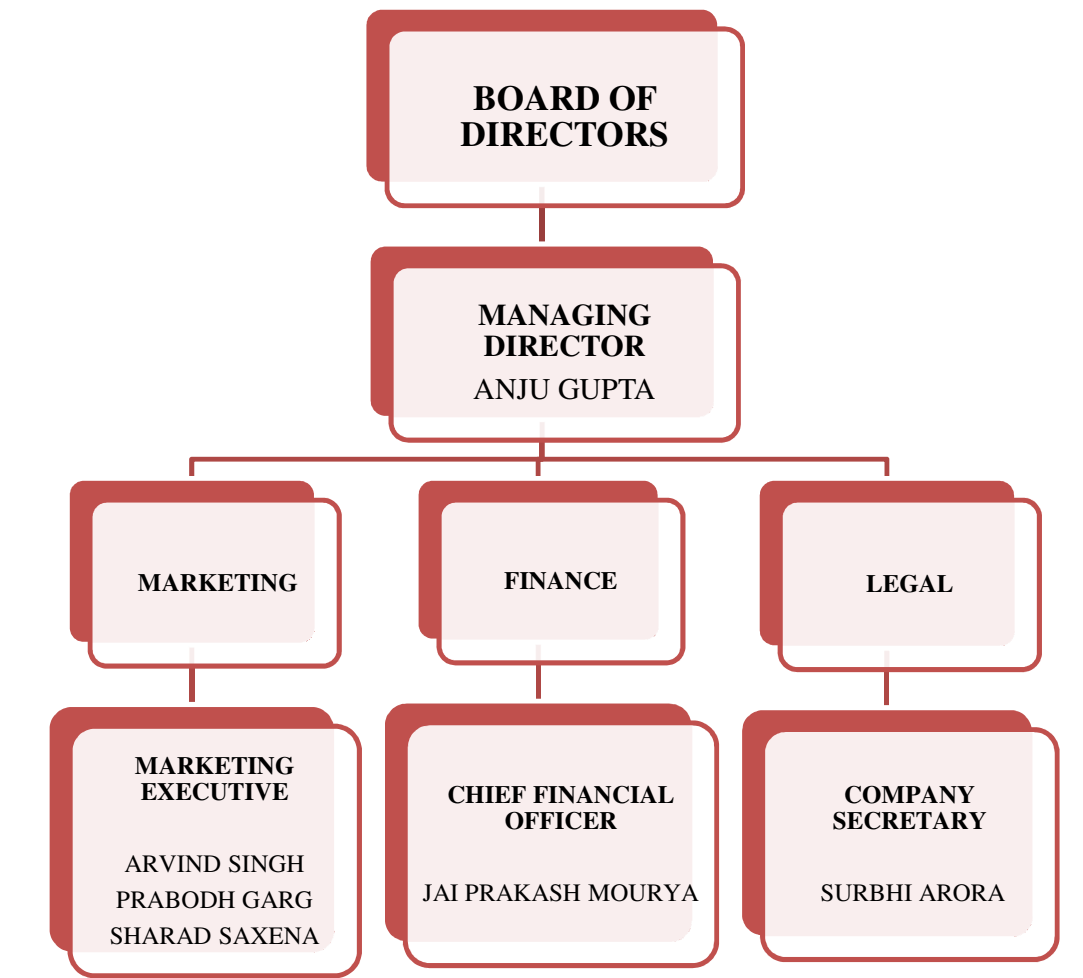 BOARD OF
DIRECTORS
MANAGING
DIRECTOR
ANJU GUPTA
MARKETING
FINANCE
LEGAL
MARKETING
EXECUTIVE
ARVIND SINGH
PRABODH GARG
SHARAD SAXENA
CHIEF FINANCIAL
OFFICER
JAI PRAKASH MOURYA
COMPANY
SECRETARY
SURBHI ARORA